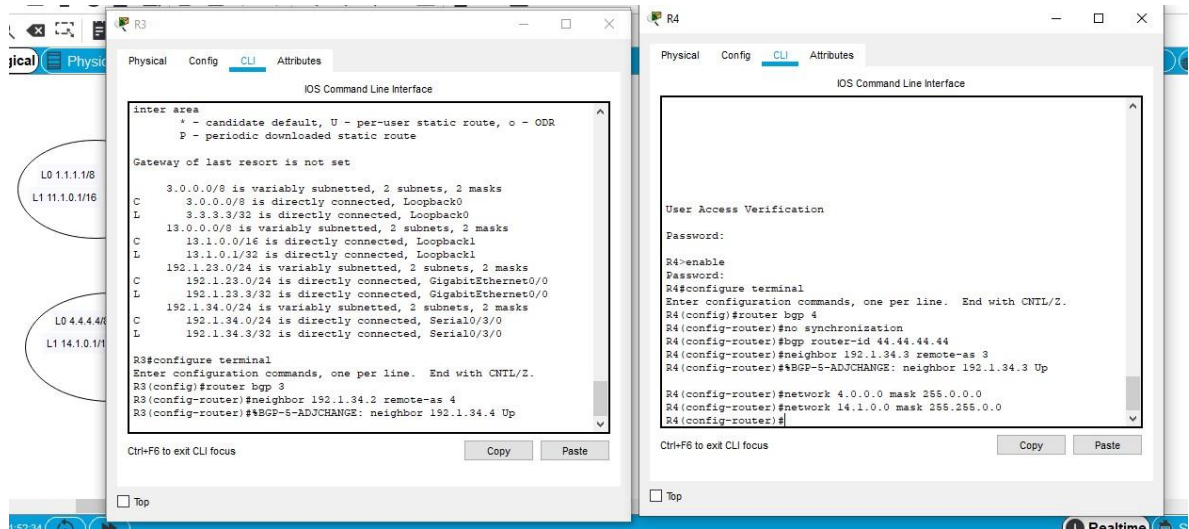 R3
Physical Config CLI Attributes
IOS Command Line Interface
inter area
* - candidate default, U - per-user static route, o - ODR
P - periodic downloaded static route
Gateway of last resort is not set
3.0.0.0/8 is variably subnetted, 2 subnets, 2 masks
C 3.0.0.0/8 is directly connected, Loopback0
L 3.3.3.3/32 is directly connected, Loopback0
13.0.0.0/8 is variably subnetted, 2 subnets, 2 masks
C 13.1.0.0/16 is directly connected, Loopback1
L 13.1.0.1/32 is directly connected, Loopback1
192.1.23.0/24 is variably subnetted, 2 subnets, 2 masks
C 192.1.23.0/24 is directly connected, GigabitEthernet0/0
L 192.1.23.3/32 is directly connected, GigabitEthernet0/0
192.1.34.0/24 is variably subnetted, 2 subnets, 2 masks
C 192.1.34.0/24 is directly connected, Serial0/3/0
L 192.1.34.3/32 is directly connected, Serial0/3/0
R3#configure terminal
Enter configuration commands, one per line. End with CNTL/Z.
R3(config)#router bgp 3
R3(config-router)#neighbor 192.1.34.2 remote-as 4
R3(config-router)#%BGP-5-ADJCHANGE: neighbor 192.1.34.4 Up
Ctrl+F6 to exit CLI focus
Copy Paste
Top
R4
Physical Config CLI Attributes
IOS Command Line Interface
User Access Verification
Password:
R4>enable
Password:
R4#configure terminal
Enter configuration commands, one per line. End with CNTL/Z.
R4(config)#router bgp 4
R4(config-router)#no synchronization
R4(config-router)#bgp router-id 44.44.44.44
R4(config-router)#neighbor 192.1.34.3 remote-as 3
R4(config-router)#%BGP-5-ADJCHANGE: neighbor 192.1.34.3 Up
R4(config-router)#network 4.0.0.0 mask 255.0.0.0
R4(config-router)#network 14.1.0.0 mask 255.255.0.0
R4(config-router)#
Ctrl+F6 to exit CLI focus
Copy Paste
Top
L0 1.1.1.1/8
L1 11.1.0.1/16
L0 4.4.4.4/8
L1 14.1.0.1/1
Realtime